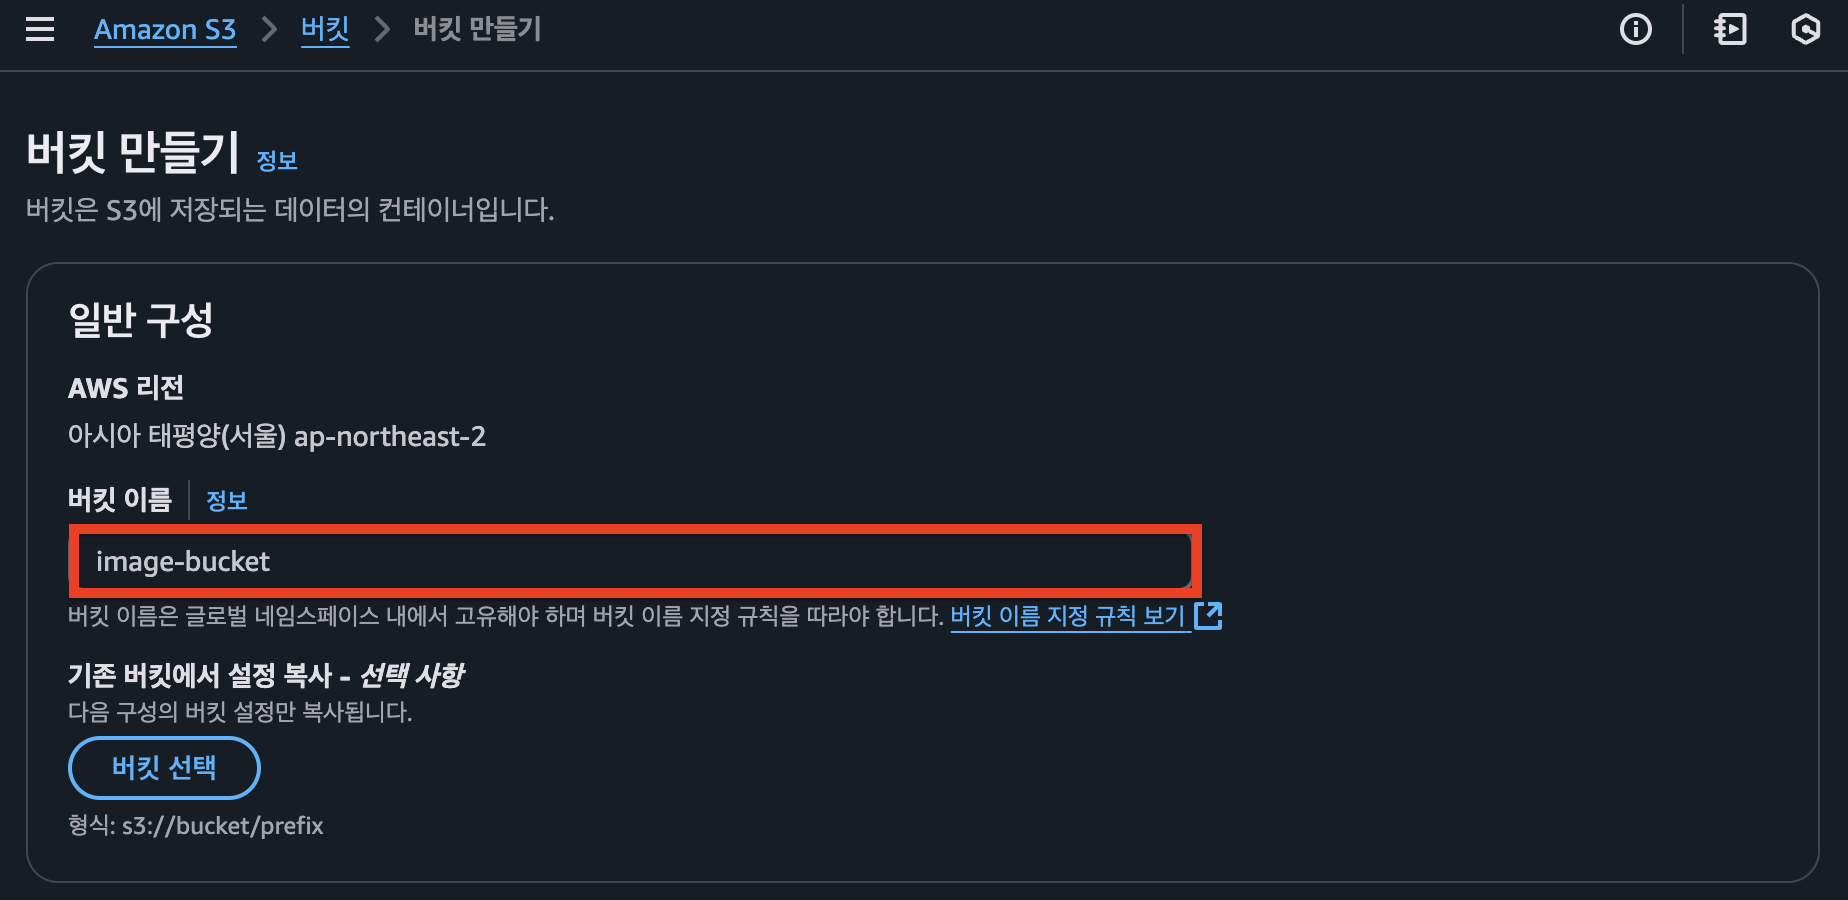 Amazon S3 > 버킷 > 버킷 만들기
버킷 만들기 정보
버킷은 S3에 저장되는 데이터의 컨테이너입니다.
일반 구성
AWS 리전
아시아 태평양(서울) ap-northeast-2
버킷 이름 정보
image-bucket
버킷 이름은 글로벌 네임스페이스 내에서 고유해야 하며 버킷 이름 지정 규칙을 따라야 합니다. 버킷 이름 지정 규칙 보기
기존 버킷에서 설정 복사 - 선택 사항
다음 구성의 버킷 설정만 복사됩니다.
버킷 선택
형식: s3://bucket/prefix